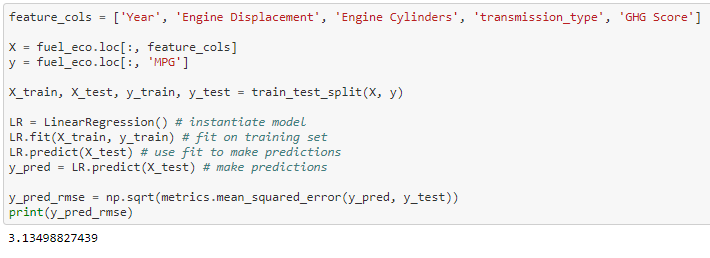 feature_cols = ['Year', 'Engine Displacement', 'Engine Cylinders', 'transmission_type', 'GHG Score']
X = fuel_eco.loc[:, feature_cols]
y = fuel_eco.loc[:, 'MPG']
X_train, X_test, y_train, y_test = train_test_split(X, y)
LR = LinearRegression() # instantiate model
LR.fit(X_train, y_train) # fit on training set
LR.predict(X_test) # use fit to make predictions
y_pred = LR.predict(X_test) # make predictions
y_pred_rmse = np.sqrt(metrics.mean_squared_error(y_pred, y_test))
print(y_pred_rmse)
3.13498827439